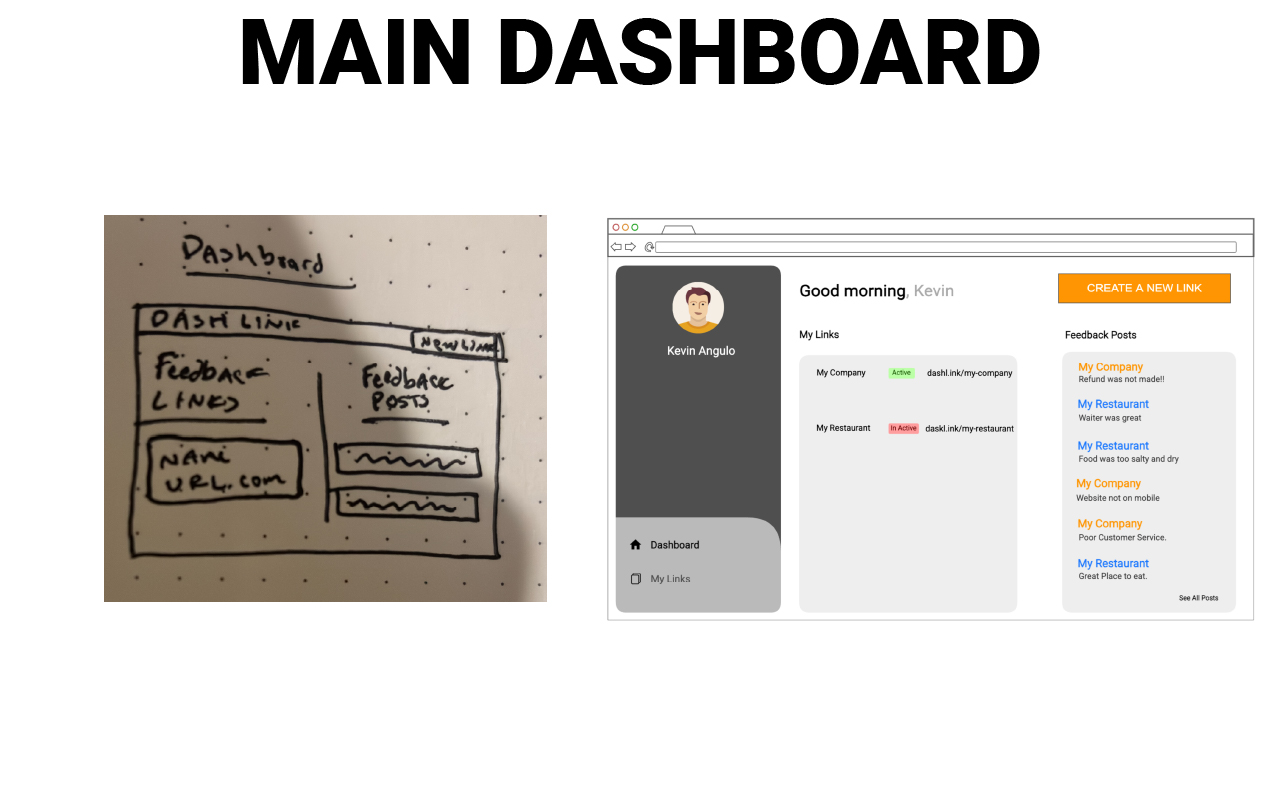 MAIN DASHBOARD
Dashboard
DASH LINK
NEW LINK
FeedBack
LINKS
FeedBack
POSTS
NAME
URL.com
Kevin Angulo
Dashboard
My Links
Good morning, Kevin
CREATE A NEW LINK
My Links
My Company Active dashl.ink/my-company
My Restaurant In Active daskl.ink/my-restaurant
Feedback Posts
My Company
Refund was not made!!
My Restaurant
Waiter was great
My Restaurant
Food was too salty and dry
My Company
Website not on mobile
My Company
Poor Customer Service.
My Restaurant
Great Place to eat.
See All Posts